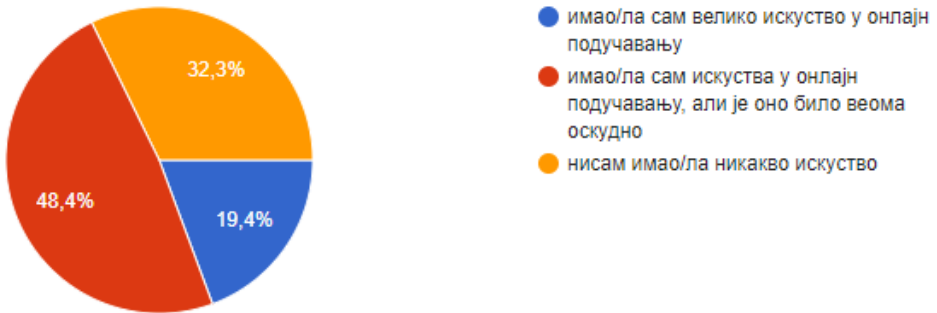 32,3%
48,4%
19,4%
имао/ла сам велико искуство у онлајн
подучавању
имао/ла сам искуства у онлајн
подучавању, али је оно било веома
оскудно
нисам имао/ла никакво искуство